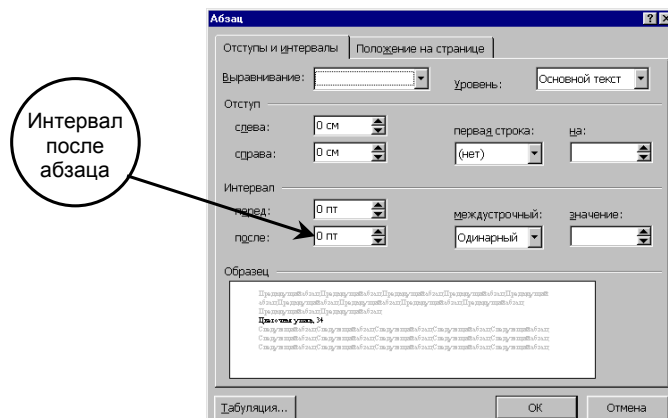 Абзац
Отступы и интервалы
Положение на странице
Выравнивание:
Уровень:
Основной текст
Отступ
слева:
0 см
первая строка:
на:
справа:
0 см
(нет)
Интервал
после
абзаца
Интервал
перед:
0 пт
междустрочный:
значение:
после:
0 пт
Одинарный
Образец
Табуляция...
ОК
Отмена